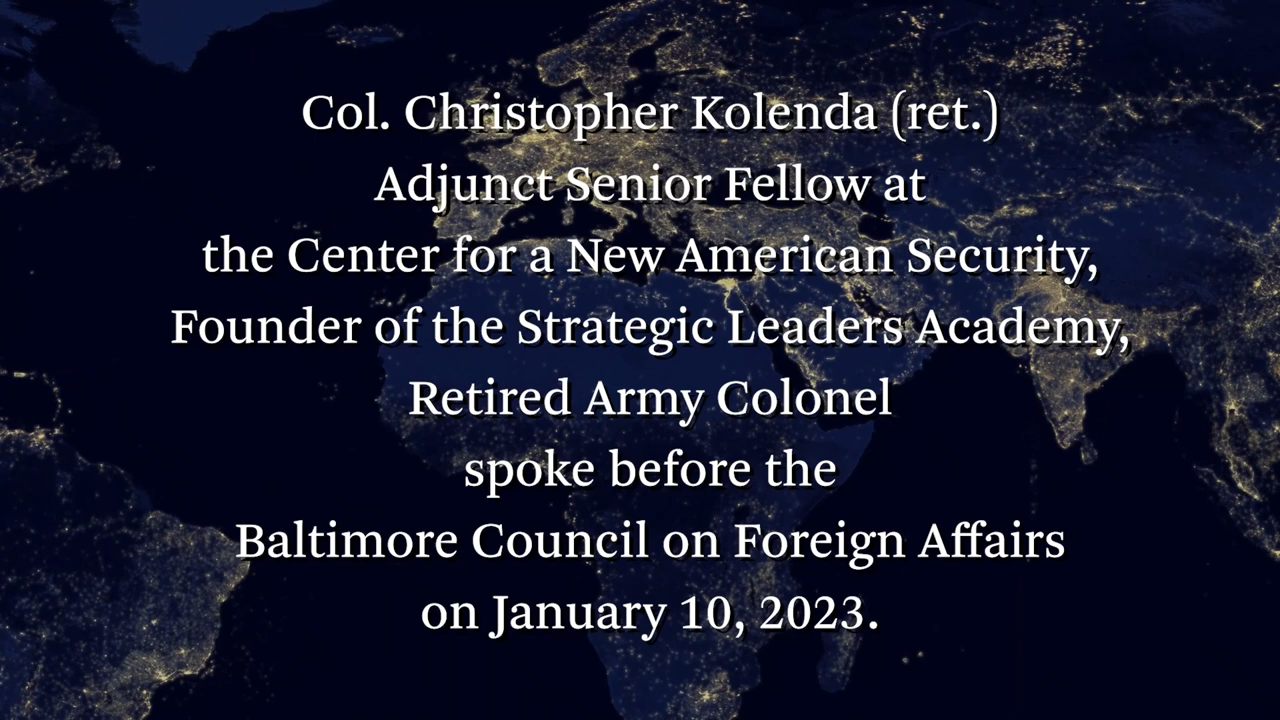 Col. Christopher Kolenda (ret.)
Adjunct Senior Fellow at
the Center for a New American Security,
Founder of the Strategic Leaders Academy,
Retired Army Colonel
spoke before the
Baltimore Council on Foreign Affairs
on January 10, 2023.